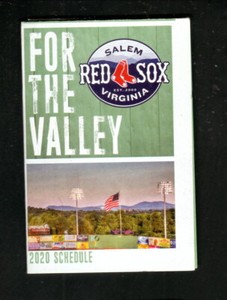 FOR
THE
VALLEY
SALEM
RED SOX
EST. 2009
VIRGINIA
2020 SCHEDULE